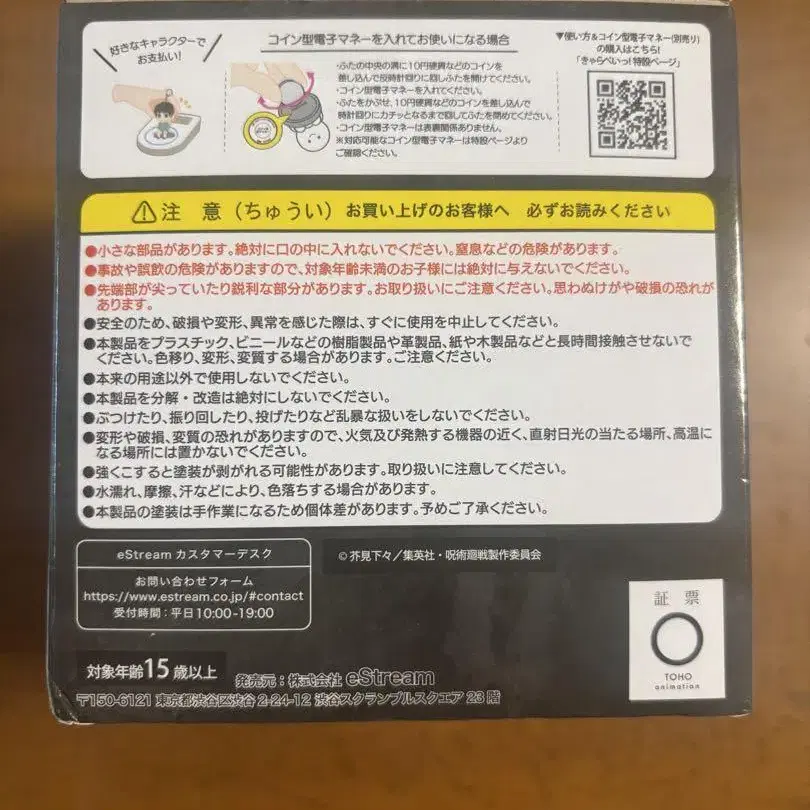 好きなキャラクターで
お支払い!
コイン型電子マネーを入れてお使いになる場合
・ふたの中央の溝に10円硬貨などのコインを
差し込んで反時計回りに回しふたを開けてください。
・コイン型電子マネーを入れてください。
・ふたをかぶせ、10円硬貨などのコインを差し込んで
時計回りにカチッとなるまで回してふたを閉めてください。
・コイン型電子マネーは表裏関係ありません。
※対応可能なコイン型電子マネーは特設ページより
ご確認ください。
▼使い方&コイン型電子マネー(別売り)
の購入はこちら!
「きゃらぺいっ!特設ページ」
⚠注 意(ちゅうい) お買い上げのお客様へ 必ずお読みください
●小さな部品があります。絶対に口の中に入れないでください。窒息などの危険があります。
●事故や誤飲の危険がありますので、対象年齢未満のお子様には絶対に与えないでください。
●先端部が尖っていたり鋭利な部分があります。お取り扱いにご注意ください。思わぬけがや破損の恐れが
あります。
●安全のため、破損や変形、異常を感じた際は、すぐに使用を中止してください。
●本製品をプラスチック、ビニールなどの樹脂製品や革製品、紙や木製品などと長時間接触させないで
ください。色移り、変形、変質する場合があります。ご注意ください。
●本来の用途以外で使用しないでください。
●本製品を分解・改造は絶対にしないでください。
●ぶつけたり、振り回したり、投げたりなど乱暴な扱いをしないでください。
●変形や破損、変質の恐れがありますので、火気及び発熱する機器の近く、直射日光の当たる場所、高温に
なる場所には置かないでください。
●強くこすると塗装が剥がれる可能性があります。取り扱いに注意してください。
●水濡れ、摩擦、汗などにより、色落ちする場合があります。
●本製品の塗装は手作業になるため個体差があります。予めご了承ください。
eStream カスタマーデスク
お問い合わせフォーム
https://www.estream.co.jp/#contact
受付時間:平日10:00-19:00
©芥見下々/集英社・呪術廻戦製作委員会
証 票
TOHO
animation
対象年齢15歳以上
発売元:株式会社 eStream
〒150-6121 東京都渋谷区渋谷 2-24-12 渋谷スクランブルスクエア 23 階